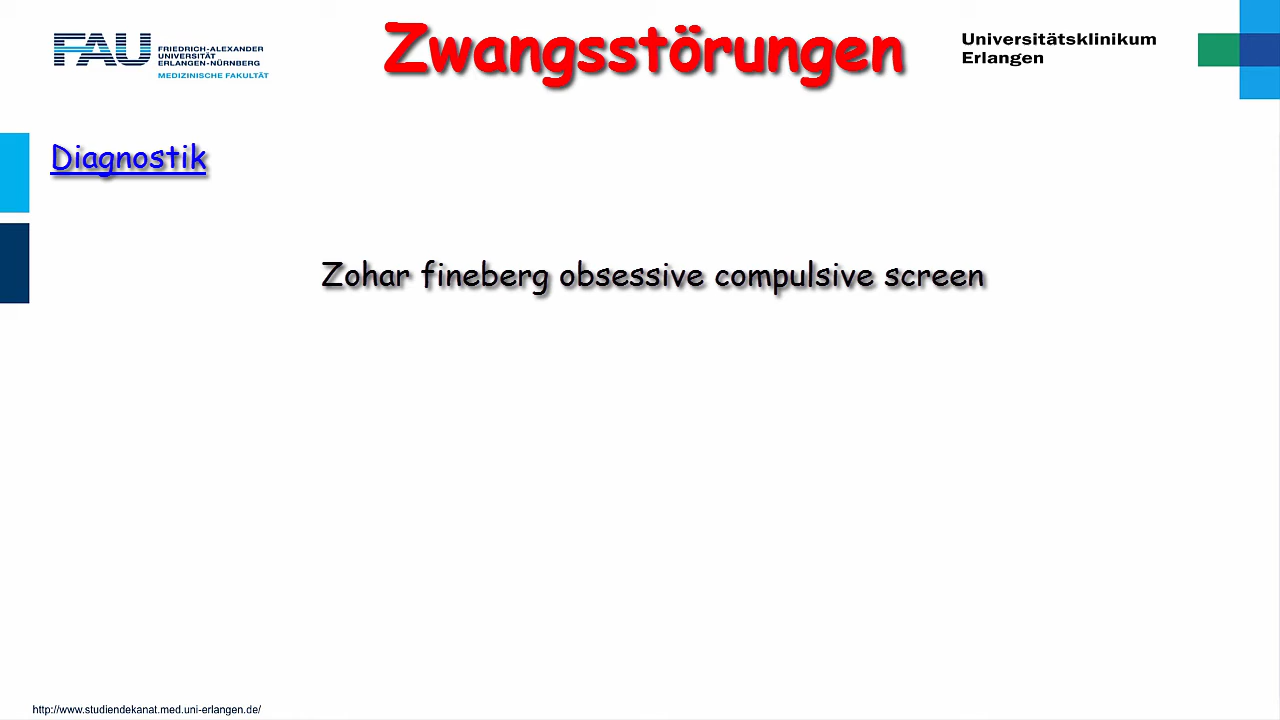 FAU FRIEDRICH-ALEXANDER
UNIVERSITÄT
ERLANGEN-NÜRNBERG
MEDIZINISCHE FAKULTÄT
Zwangsstörungen
Universitätsklinikum
Erlangen
Diagnostik
Zohar fineberg obsessive compulsive screen
http://www.studiendekanat.med.uni-erlangen.de/